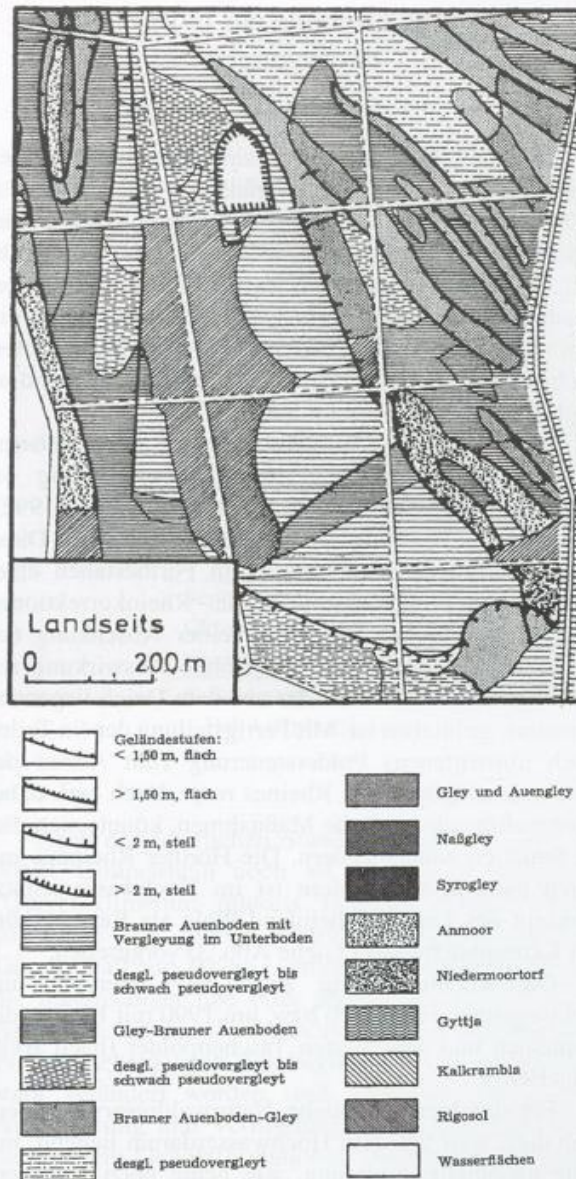 Landseits
0 200 m
Geländestufen:
< 1,50 m, flach
> 1,50 m, flach
< 2 m, steil
> 2 m, steil
Brauner Auenboden mit
Vergleyung im Unterboden
desgl. pseudovergleyt bis
schwach pseudovergleyt
Gley-Brauner Auenboden
desgl. pseudovergleyt bis
schwach pseudovergleyt
Brauner Auenboden-Gley
desgl. pseudovergleyt
Gley und Auengley
Naßgley
Syrogley
Anmoor
Niedermoortorf
Gyttja
Kalkrambla
Rigosol
Wasserflächen